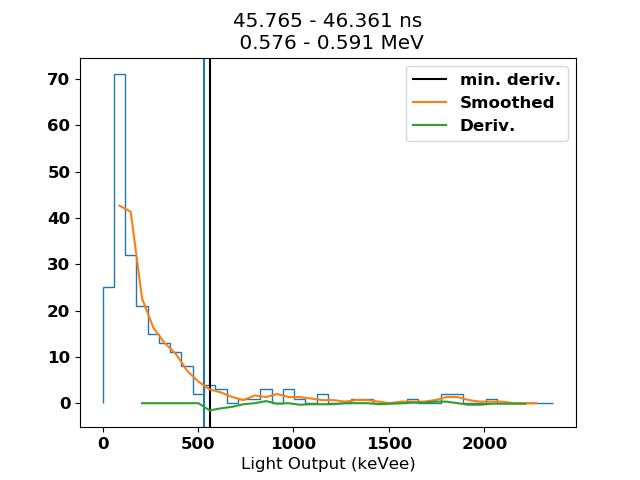 45.765 - 46.361 ns
0.576 - 0.591 MeV
min. deriv.
Smoothed
Deriv.
70
60
50
40
30
20
10
0
0 500 1000 1500 2000
Light Output (keVee)